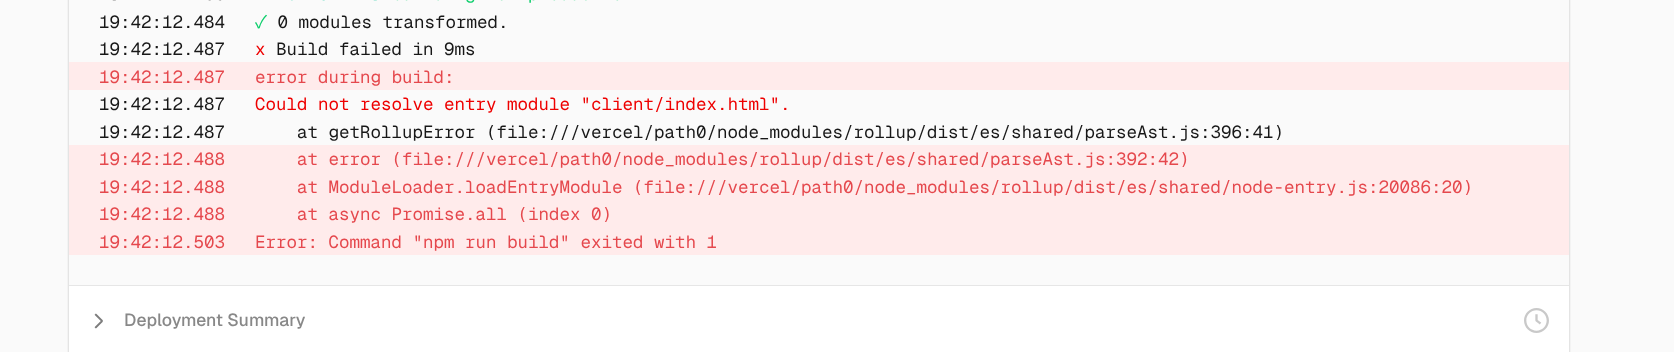 19:42:12.484 ✓ 0 modules transformed.
19:42:12.487 x Build failed in 9ms
19:42:12.487 error during build:
19:42:12.487 Could not resolve entry module "client/index.html".
19:42:12.487     at getRollupError (file:///vercel/path0/node_modules/rollup/dist/es/shared/parseAst.js:396:41)
19:42:12.488     at error (file:///vercel/path0/node_modules/rollup/dist/es/shared/parseAst.js:392:42)
19:42:12.488     at ModuleLoader.loadEntryModule (file:///vercel/path0/node_modules/rollup/dist/es/shared/node-entry.js:20086:20)
19:42:12.488     at async Promise.all (index 0)
19:42:12.503 Error: Command "npm run build" exited with 1
Deployment Summary